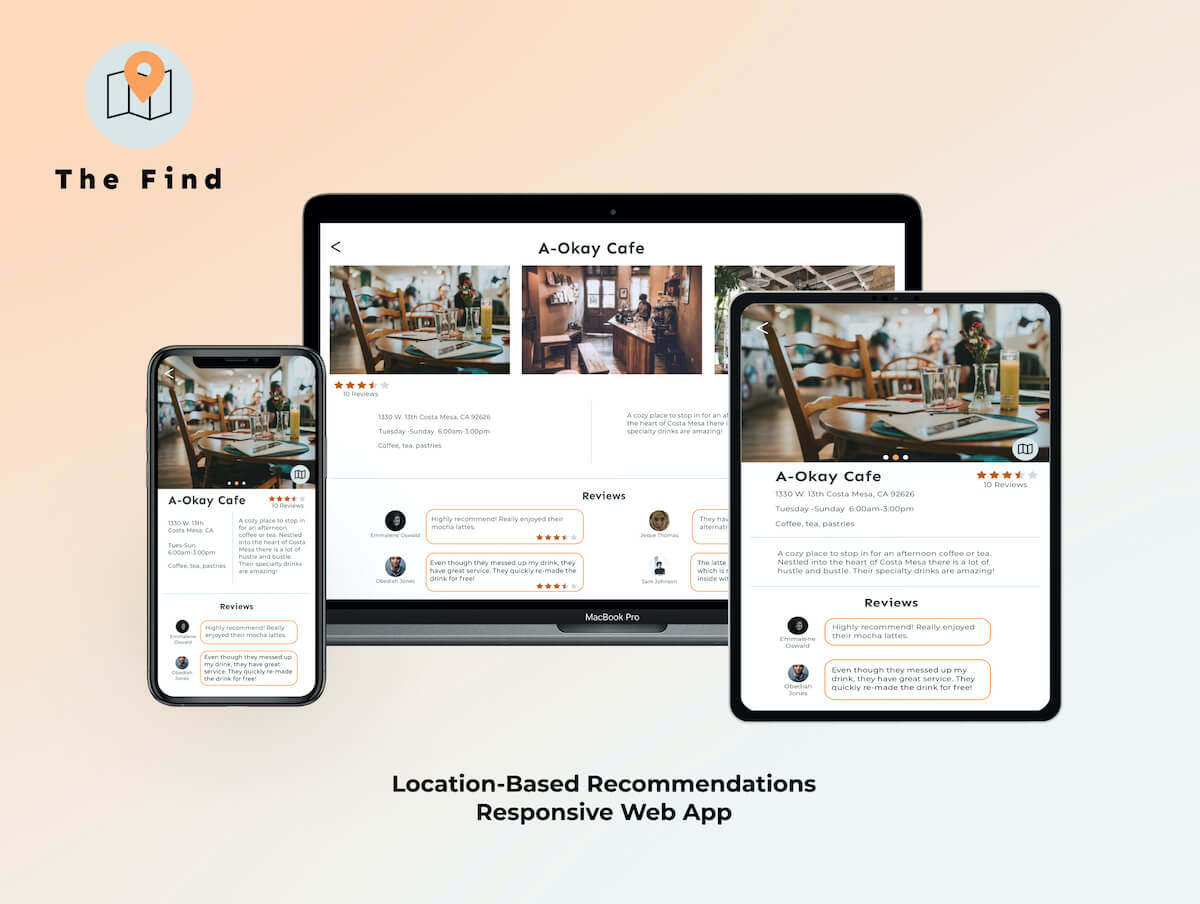 The Find
<
A-Okay Cafe
10 Reviews
1330 W. 13th Costa Mesa, CA 92626
Tuesday -Sunday 6:00am-3:00pm
Coffee, tea, pastries
A cozy place to stop in for an af
the heart of Costa Mesa there i
specialty drinks are amazing!
Reviews
Emmalene Oswald
Highly recommend! Really enjoyed their
mocha lattes.
Jessie Thomas
They hav
alternati
Obediah Jones
Even though they messed up my drink, they
have great service. They quickly re-made the
drink for free!
Sam Johnson
The latte
which is r
inside wit
MacBook Pro
<
A-Okay Cafe
10 Reviews
1330 W. 13th
Costa Mesa, CA
Tues-Sun
6:00am-3:00pm
Coffee, tea, pastries
A cozy place to stop in
for an afternoon
coffee or tea. Nestled
into the heart of Costa
Mesa there is a lot of
hustle and bustle.
Their specialty drinks
are amazing!
Reviews
Emmalene
Oswald
Highly recommend! Really
enjoyed their mocha lattes.
Obediah
Jones
Even though they messed up
my drink, they have great
service. They quickly re-made
the drink for free!
<
A-Okay Cafe
10 Reviews
1330 W. 13th Costa Mesa, CA 92626
Tuesday -Sunday 6:00am-3:00pm
Coffee, tea, pastries
A cozy place to stop in for an afternoon coffee or tea.
Nestled into the heart of Costa Mesa there is a lot of
hustle and bustle. Their specialty drinks are amazing!
Reviews
Emmalene
Oswald
Highly recommend! Really enjoyed
their mocha lattes.
Obediah
Jones
Even though they messed up my
drink, they have great service. They
quickly re-made the drink for free!
Location-Based Recommendations
Responsive Web App